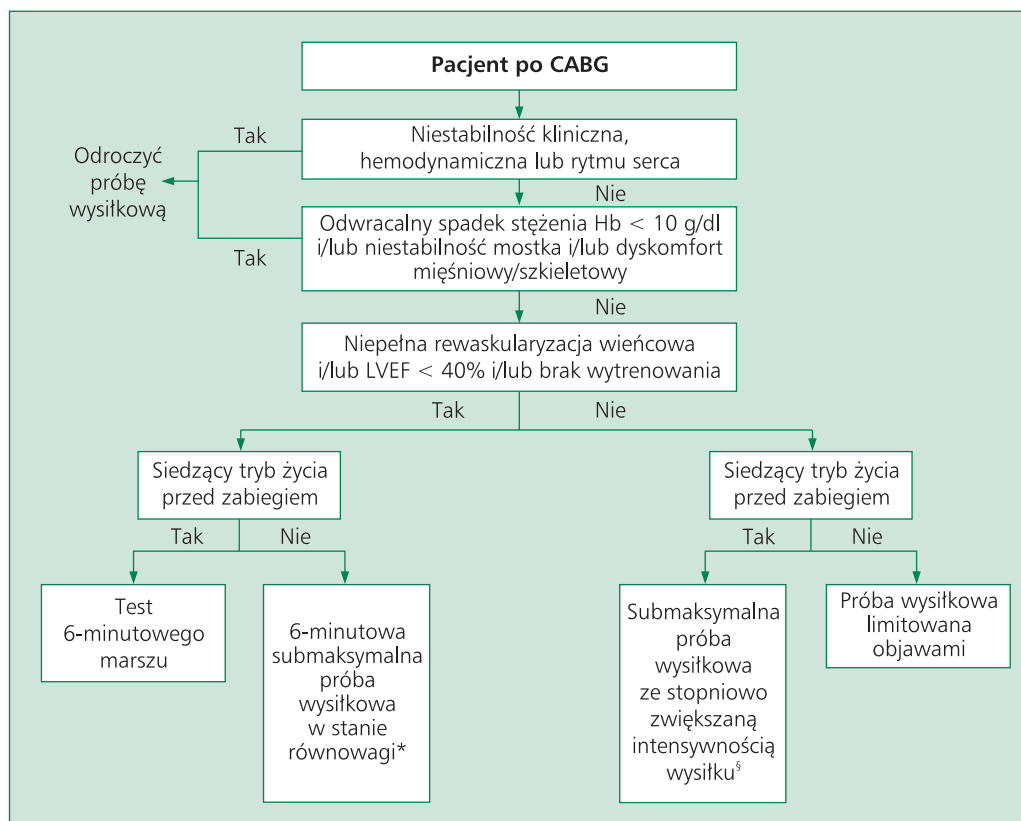 Pacjent po CABG
Tak
Niestabilność kliniczna,
hemodynamiczna lub rytmu serca
Odroczyć
próbę
wysiłkową
Nie
Odwracalny spadek stężenia Hb < 10 g/dl
i/lub niestabilność mostka i/lub dyskomfort
mięśniowy/szkieletowy
Tak
Nie
Niepełna rewaskularyzacja wieńcowa
i/lub LVEF < 40% i/lub brak wytrenowania
Tak
Nie
Siedzący tryb życia
przed zabiegiem
Siedzący tryb życia
przed zabiegiem
Tak
Nie
Tak
Nie
Test
6-minutowego
marszu
6-minutowa
submaksymalna
próba
wysiłkowa
w stanie
równowagi*
Submaksymalna
próba
wysiłkowa
ze stopniowo
zwiększaną
intensywnością
wysiłku§
Próba wysiłkowa
limitowana
objawami